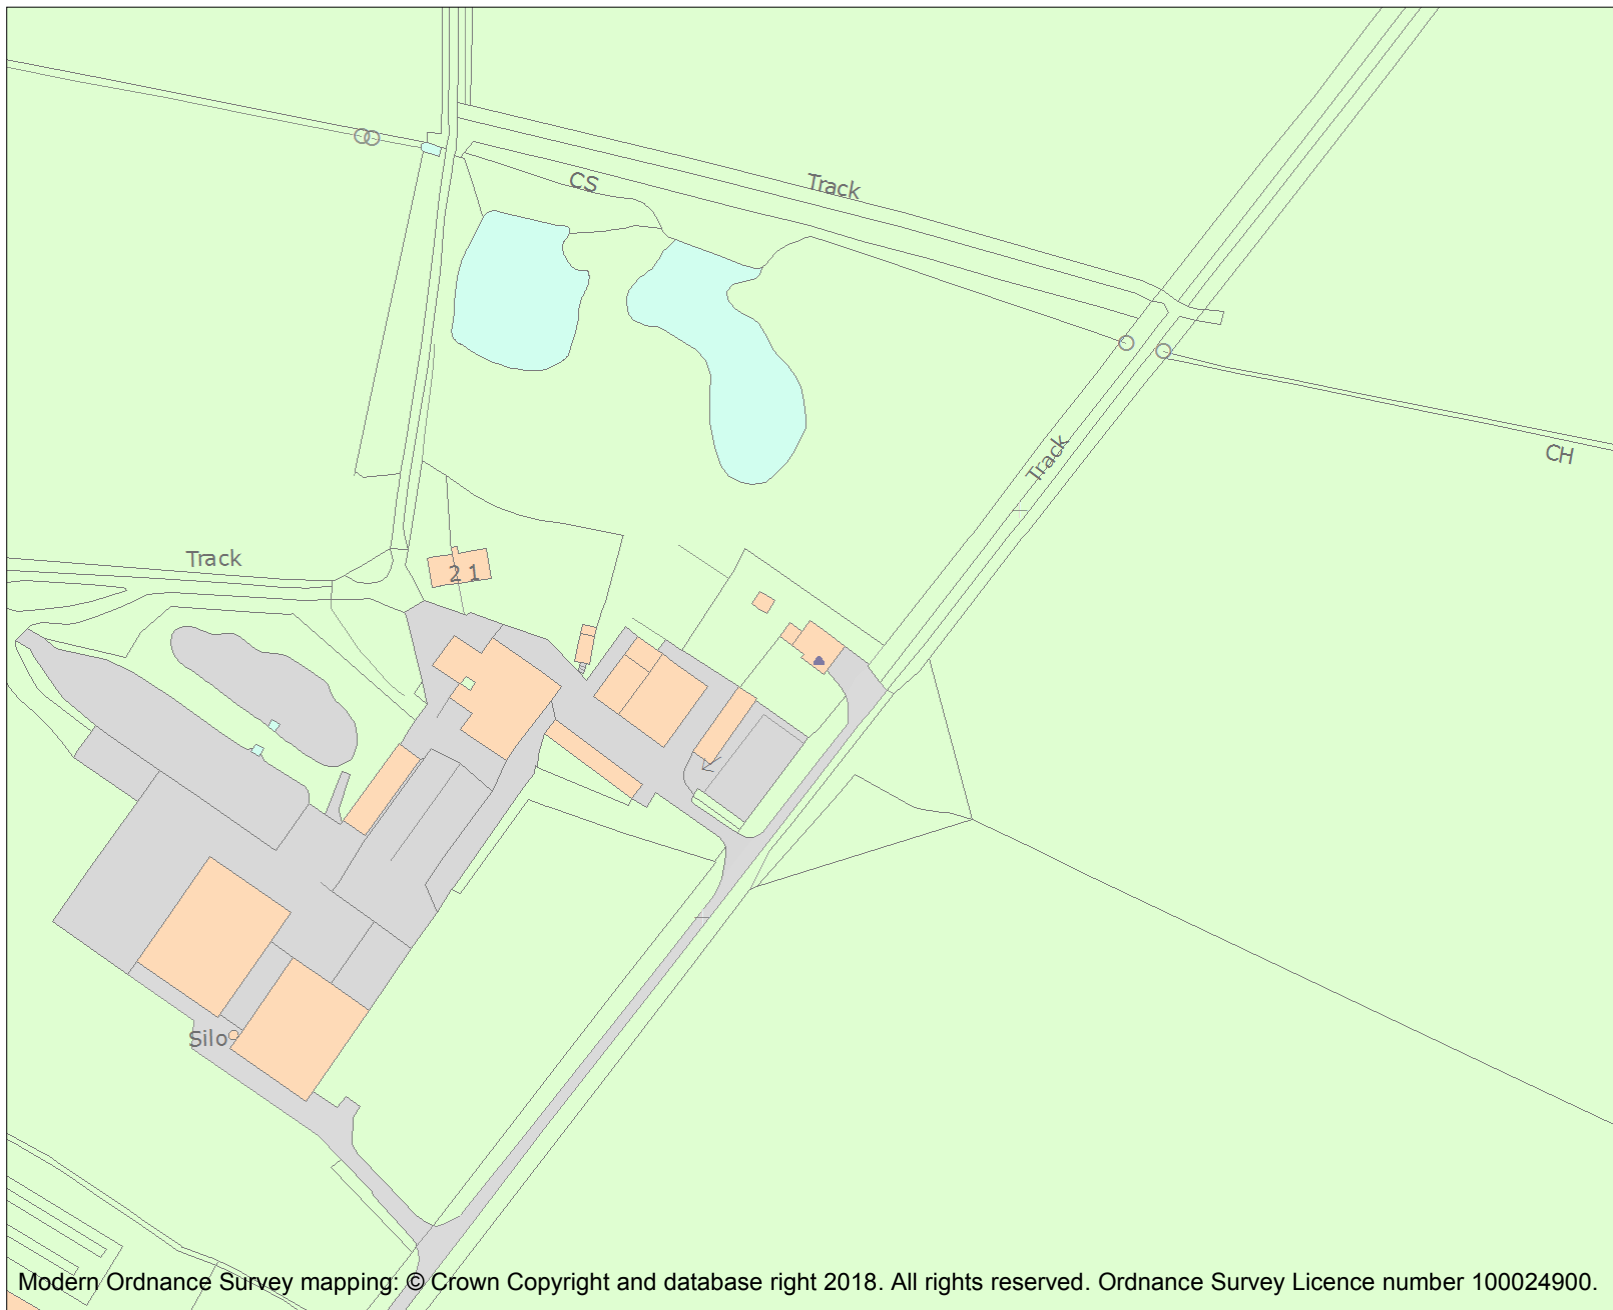 CS
Track
Track
CH
Track
2 1
Silo
Modern Ordnance Survey mapping: © Crown Copyright and database right 2018. All rights reserved. Ordnance Survey Licence number 100024900.